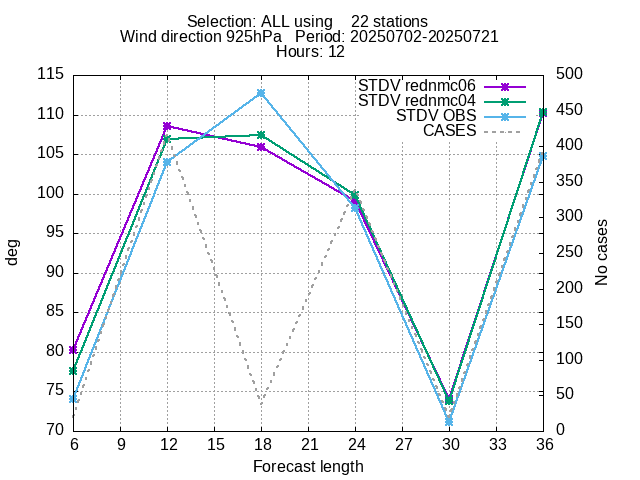 Selection: ALL using    22 stations
Wind direction 925hPa   Period: 20250702-20250721
Hours: 12
115
110
105
100
95
90
85
80
75
70
deg
500
450
400
350
300
250
200
150
100
50
0
No cases
STDV rednmc06
STDV rednmc04
STDV OBS
CASES
6 9 12 15 18 21 24 27 30 33 36
Forecast length